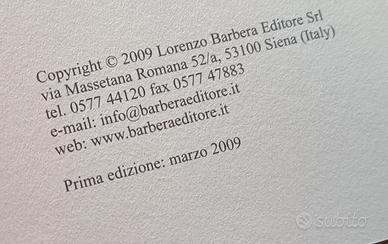 Copyright © 2009 Lorenzo Barbera Editore Srl
via Massetana Romana 52/a, 53100 Siena (Italy)
tel. 0577 44120 fax 0577 47883
e-mail: info@barberaeditore.it
web: www.barberaeditore.it
Prima edizione: marzo 2009
subito